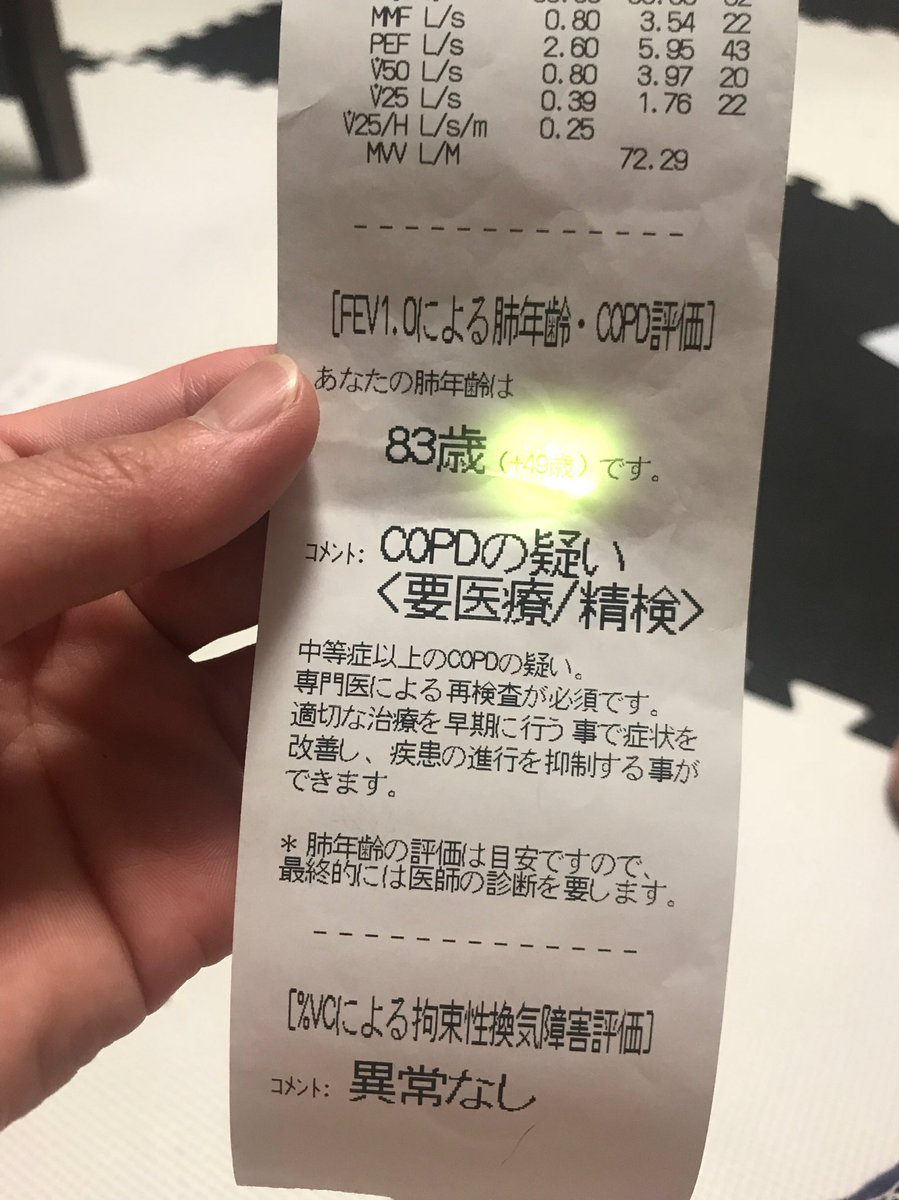 MMF L/s 0.80 3.54 22
PEF L/s 2.60 5.95 43
V̇50 L/s 0.80 3.97 20
V̇25 L/s 0.39 1.76 22
V̇25/H L/s/m 0.25
MVV L/M 72.29
[FEV1.0による肺年齢・COPD評価]
あなたの肺年齢は
83歳(+49歳)です。
コメント: COPDの疑い
<要医療/精検>
中等症以上のCOPDの疑い。
専門医による再検査が必須です。
適切な治療を早期に行う事で症状を
改善し、疾患の進行を抑制する事が
できます。
*肺年齢の評価は目安ですので、
最終的には医師の診断を要します。
[%VCによる拘束性換気障害評価]
コメント: 異常なし